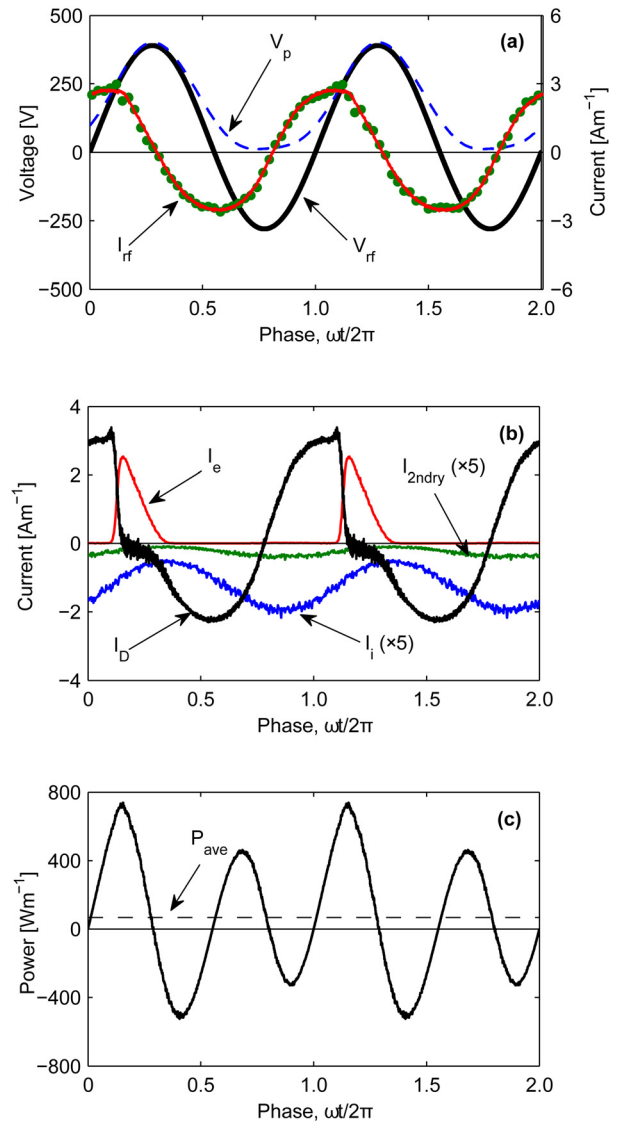 (a)
500
250
0
−250
−500
Voltage [V]
6
3
0
−3
−6
Current [Am⁻¹]
V_p
I_rf
V_rf
0 0.5 1.0 1.5 2.0
Phase, ωt/2π
(b)
4
2
0
−2
−4
Current [Am⁻¹]
I_e
I_2ndry (×5)
I_D
I_i (×5)
0 0.5 1.0 1.5 2.0
Phase, ωt/2π
(c)
800
400
0
−400
−800
Power [Wm⁻¹]
P_ave
0 0.5 1.0 1.5 2.0
Phase, ωt/2π